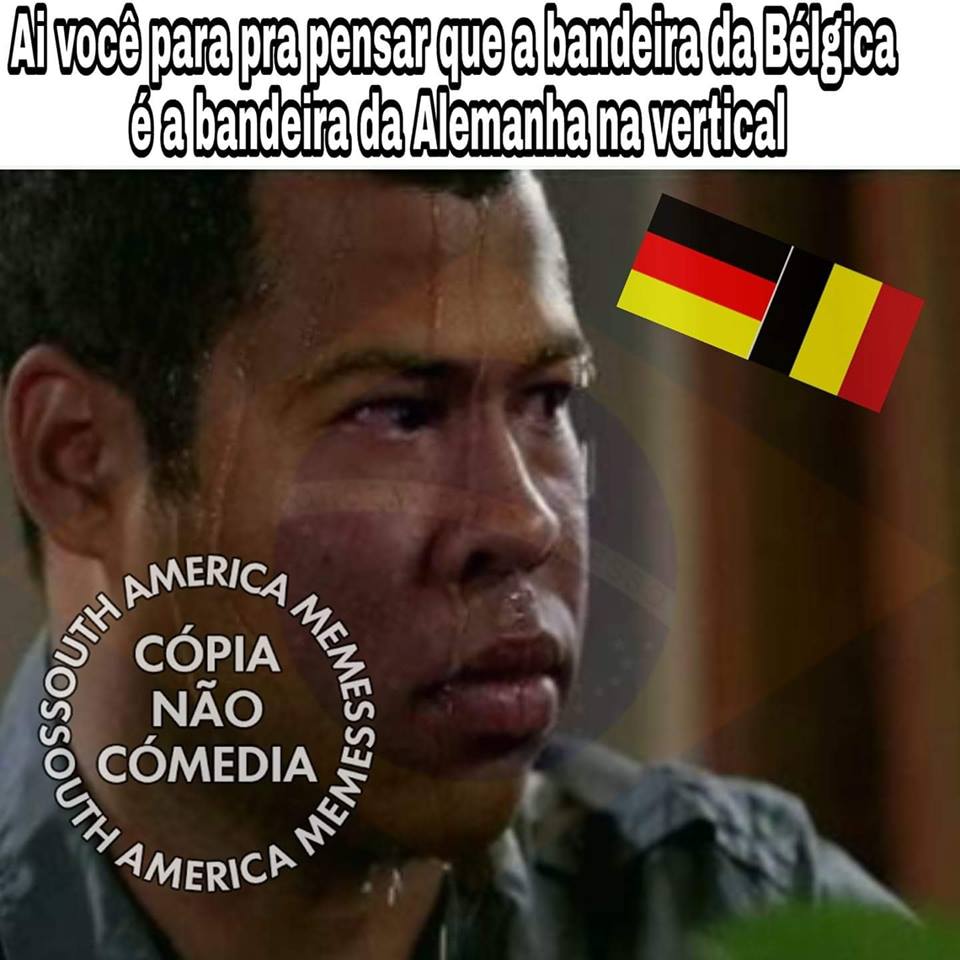 Ai você para pra pensar que a bandeira da Bélgica
é a bandeira da Alemanha na vertical
SOUTH AMERICA MEMES
CÓPIA
NÃO
CÓMEDIA
SOUTH AMERICA MEMES